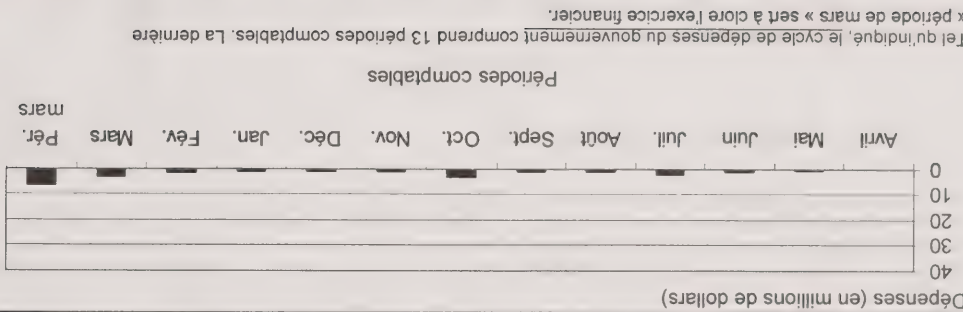 Dépenses (en millions de dollars)
40
30
20
10
0
Avril Mai Juin Juil. Août Sept. Oct. Nov. Déc. Jan. Fév. Mars Pér.
mars
Périodes comptables
Tel qu'indiqué, le cycle de dépenses du gouvernement comprend 13 périodes comptables. La dernière
« période de mars » sert à clore l'exercice financier.